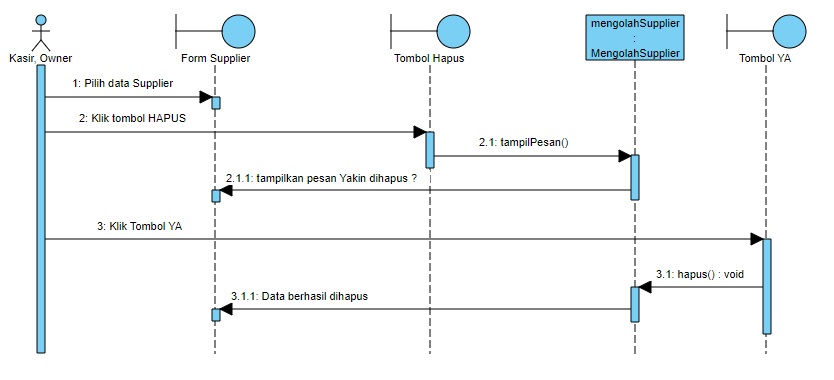 Kasir, Owner
Form Supplier
Tombol Hapus
mengolahSupplier
:
MengolahSupplier
Tombol YA
1: Pilih data Supplier
2: Klik tombol HAPUS
2.1: tampilPesan()
2.1.1: tampilkan pesan Yakin dihapus ?
3: Klik Tombol YA
3.1: hapus() : void
3.1.1: Data berhasil dihapus